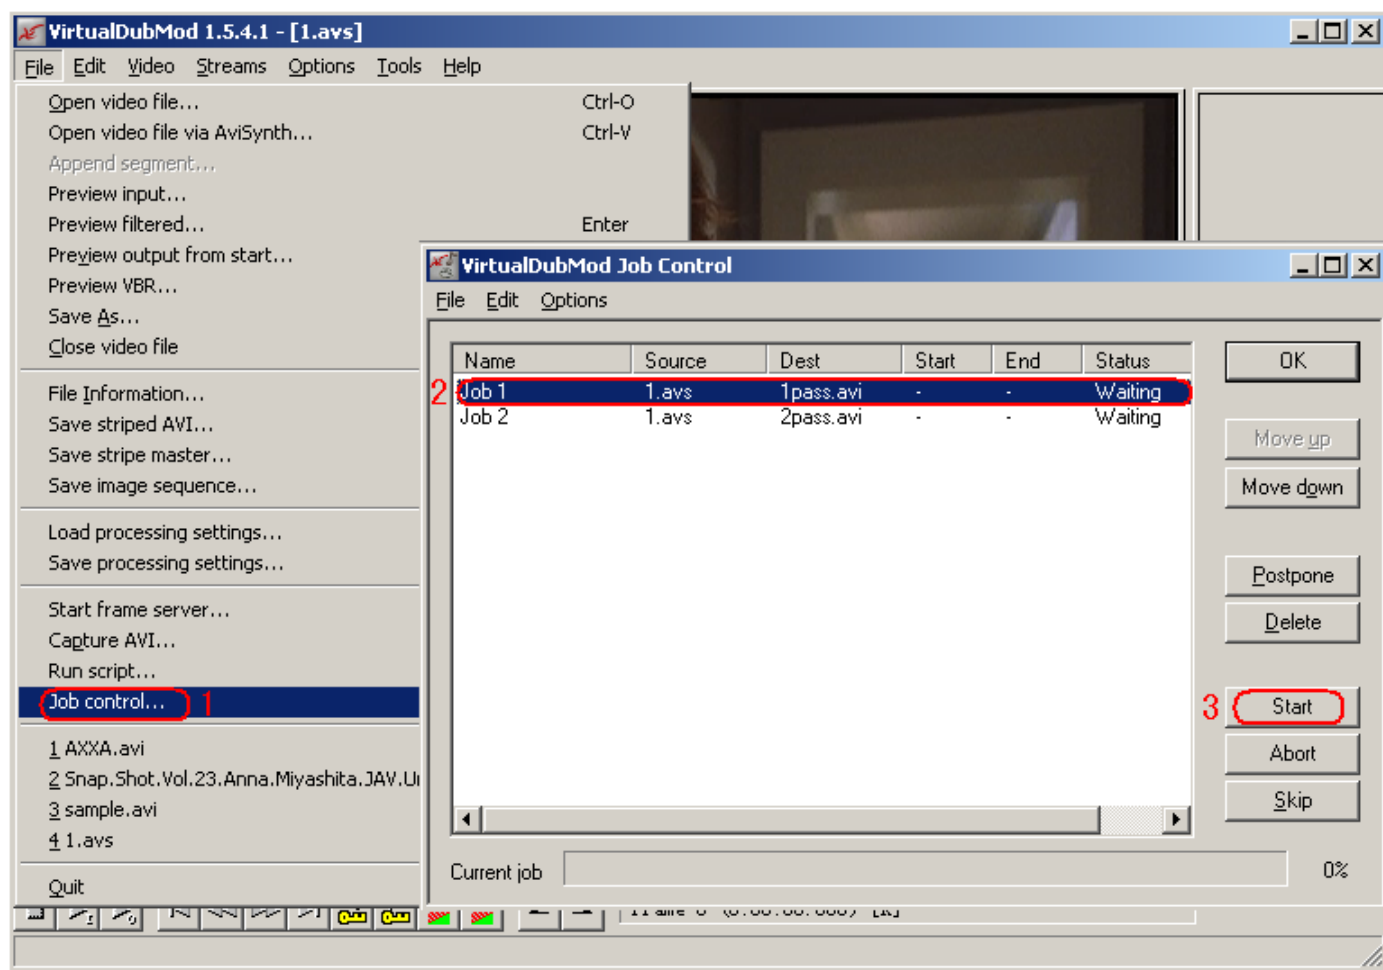 VirtualDubMod 1.5.4.1 - [1.avs]
File Edit Video Streams Options Tools Help
Open video file... Ctrl-O
Open video file via AviSynth... Ctrl-V
Append segment...
Preview input...
Preview filtered... Enter
Preview output from start...
Preview VBR...
Save As...
Close video file
File Information...
Save striped AVI...
Save stripe master...
Save image sequence...
Load processing settings...
Save processing settings...
Start frame server...
Capture AVI...
Run script...
Job control... 1
1 AXXA.avi
2 Snap.Shot.Vol.23.Anna.Miyashita.JAV.Un
3 sample.avi
4 1.avs
Quit
VirtualDubMod Job Control
File Edit Options
Name Source Dest Start End Status
2 Job 1 1.avs 1pass.avi - - Waiting
Job 2 1.avs 2pass.avi - - Waiting
OK
Move up
Move down
Postpone
Delete
3 Start
Abort
Skip
Current job 0%